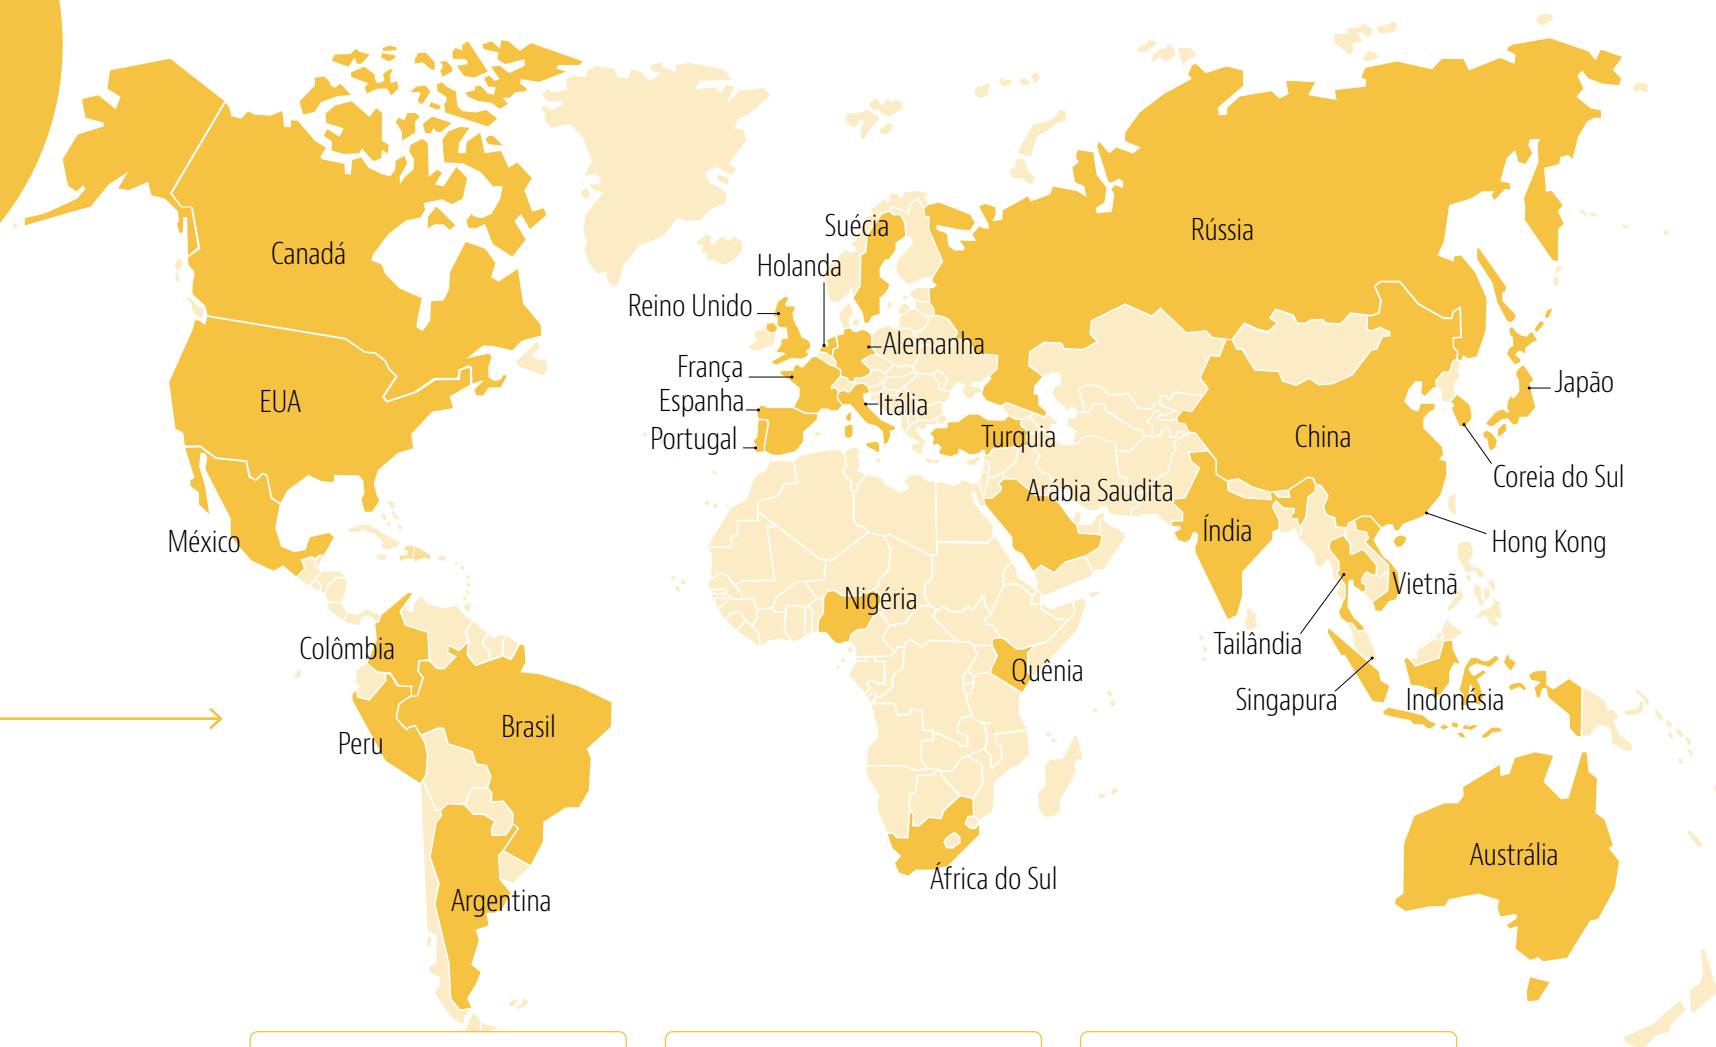 Suécia
Rússia
Canadá
Holanda
Reino Unido
Alemanha
França
Japão
EUA
Espanha
Itália
Portugal
Turquia
China
Coreia do Sul
Arábia Saudita
Índia
México
Hong Kong
Vietnã
Nigéria
Tailândia
Colômbia
Quênia
Singapura
Indonésia
Brasil
Peru
Austrália
África do Sul
Argentina